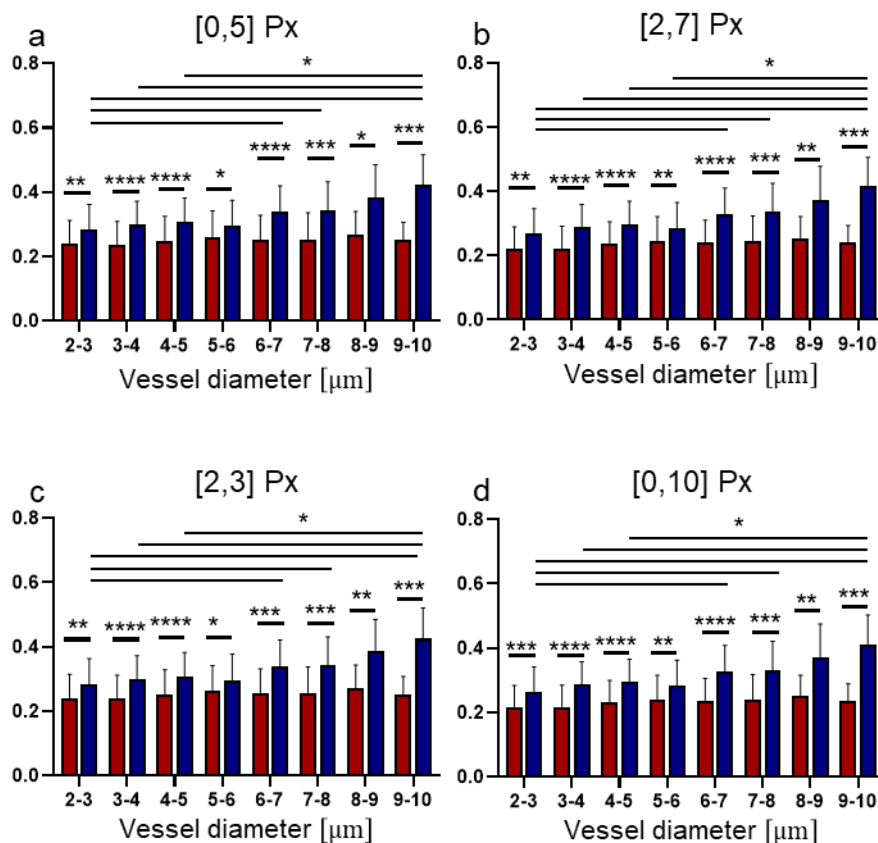 a
[0,5] Px
0.8
0.6
0.4
0.2
0.0
*
** **** **** * **** *** * ***
2-3 3-4 4-5 5-6 6-7 7-8 8-9 9-10
Vessel diameter [µm]
b
[2,7] Px
0.8
0.6
0.4
0.2
0.0
*
** **** **** ** **** *** ** ***
2-3 3-4 4-5 5-6 6-7 7-8 8-9 9-10
Vessel diameter [µm]
c
[2,3] Px
0.8
0.6
0.4
0.2
0.0
*
** **** **** * *** *** ** ***
2-3 3-4 4-5 5-6 6-7 7-8 8-9 9-10
Vessel diameter [µm]
d
[0,10] Px
0.8
0.6
0.4
0.2
0.0
*
*** **** **** ** **** *** ** ***
2-3 3-4 4-5 5-6 6-7 7-8 8-9 9-10
Vessel diameter [µm]